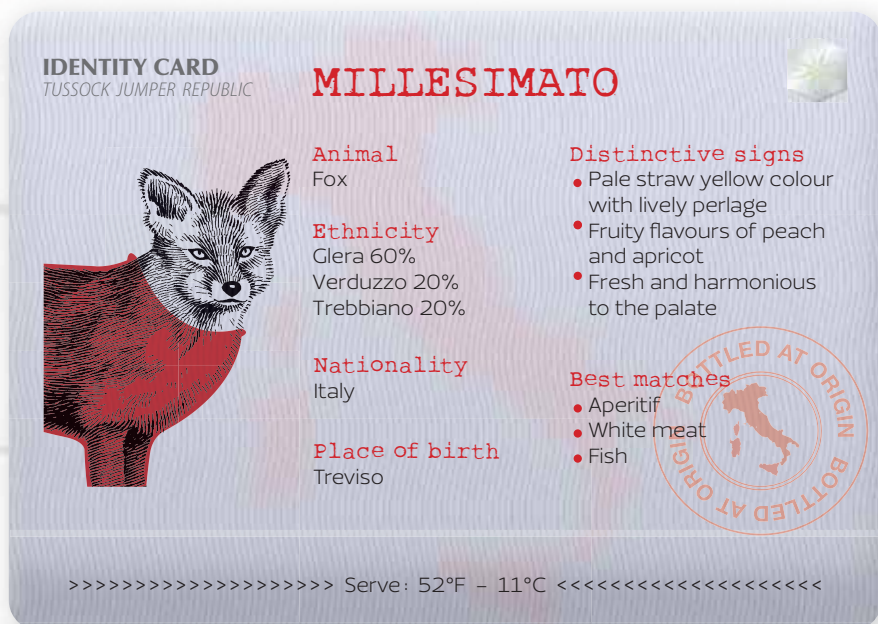 IDENTITY CARD
TUSSOCK JUMPER REPUBLIC
MILLESIMATO
Animal
Fox
Ethnicity
Glera 60%
Verduzzo 20%
Trebbiano 20%
Nationality
Italy
Place of birth
Treviso
Distinctive signs
• Pale straw yellow colour
with lively perlage
• Fruity flavours of peach
and apricot
• Fresh and harmonious
to the palate
Best matches
• Aperitif
• White meat
• Fish
BOTTLED AT ORIGIN
BOTTLED AT ORIGIN
>>>>>>>>>>>>>>>>>>>> Serve: 52°F – 11°C <<<<<<<<<<<<<<<<<<<<